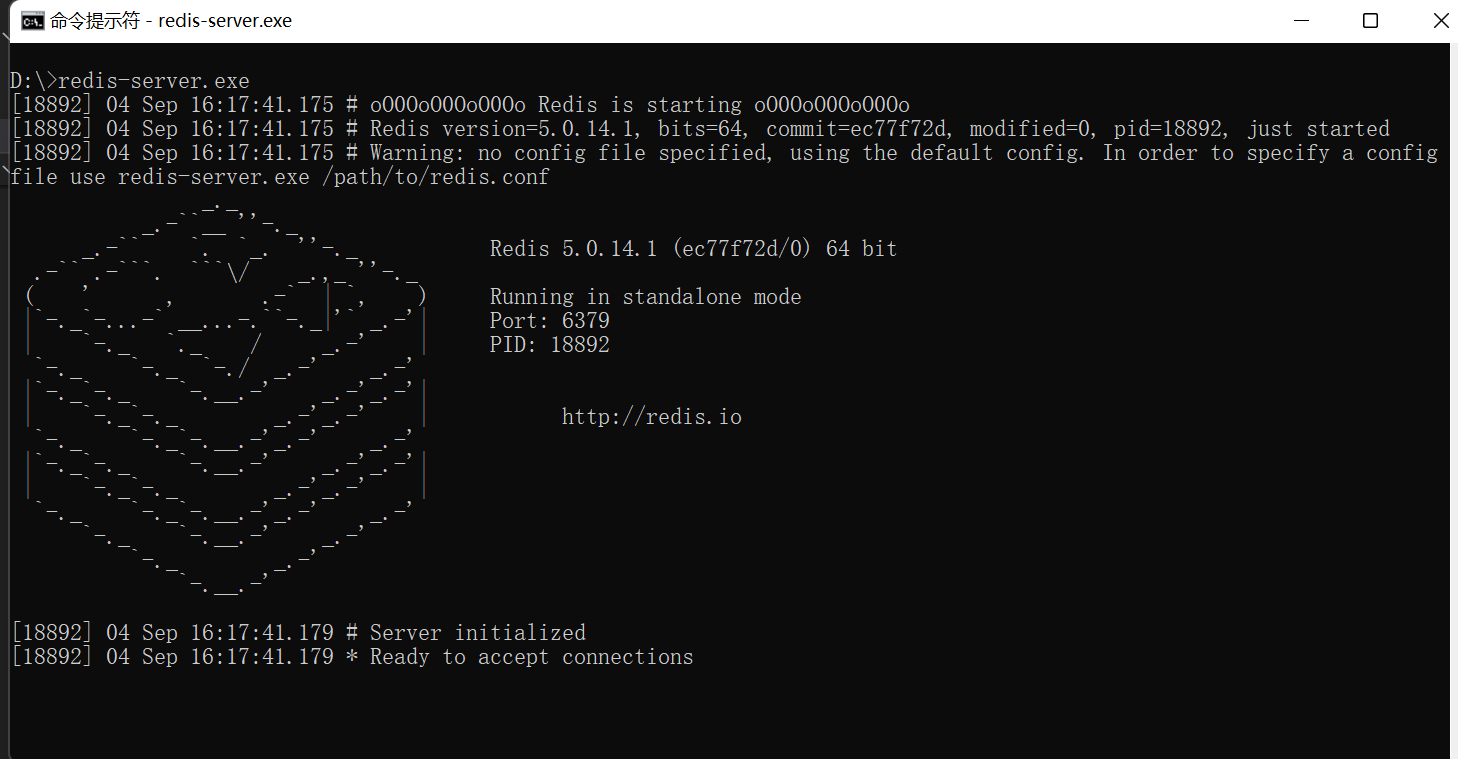 命令提示符 - redis-server.exe
D:\>redis-server.exe
[18892] 04 Sep 16:17:41.175 # oO0OoO0OoO0Oo Redis is starting oO0OoO0OoO0Oo
[18892] 04 Sep 16:17:41.175 # Redis version=5.0.14.1, bits=64, commit=ec77f72d, modified=0, pid=18892, just started
[18892] 04 Sep 16:17:41.175 # Warning: no config file specified, using the default config. In order to specify a config
file use redis-server.exe /path/to/redis.conf
Redis 5.0.14.1 (ec77f72d/0) 64 bit
Running in standalone mode
Port: 6379
PID: 18892
http://redis.io
[18892] 04 Sep 16:17:41.179 # Server initialized
[18892] 04 Sep 16:17:41.179 * Ready to accept connections